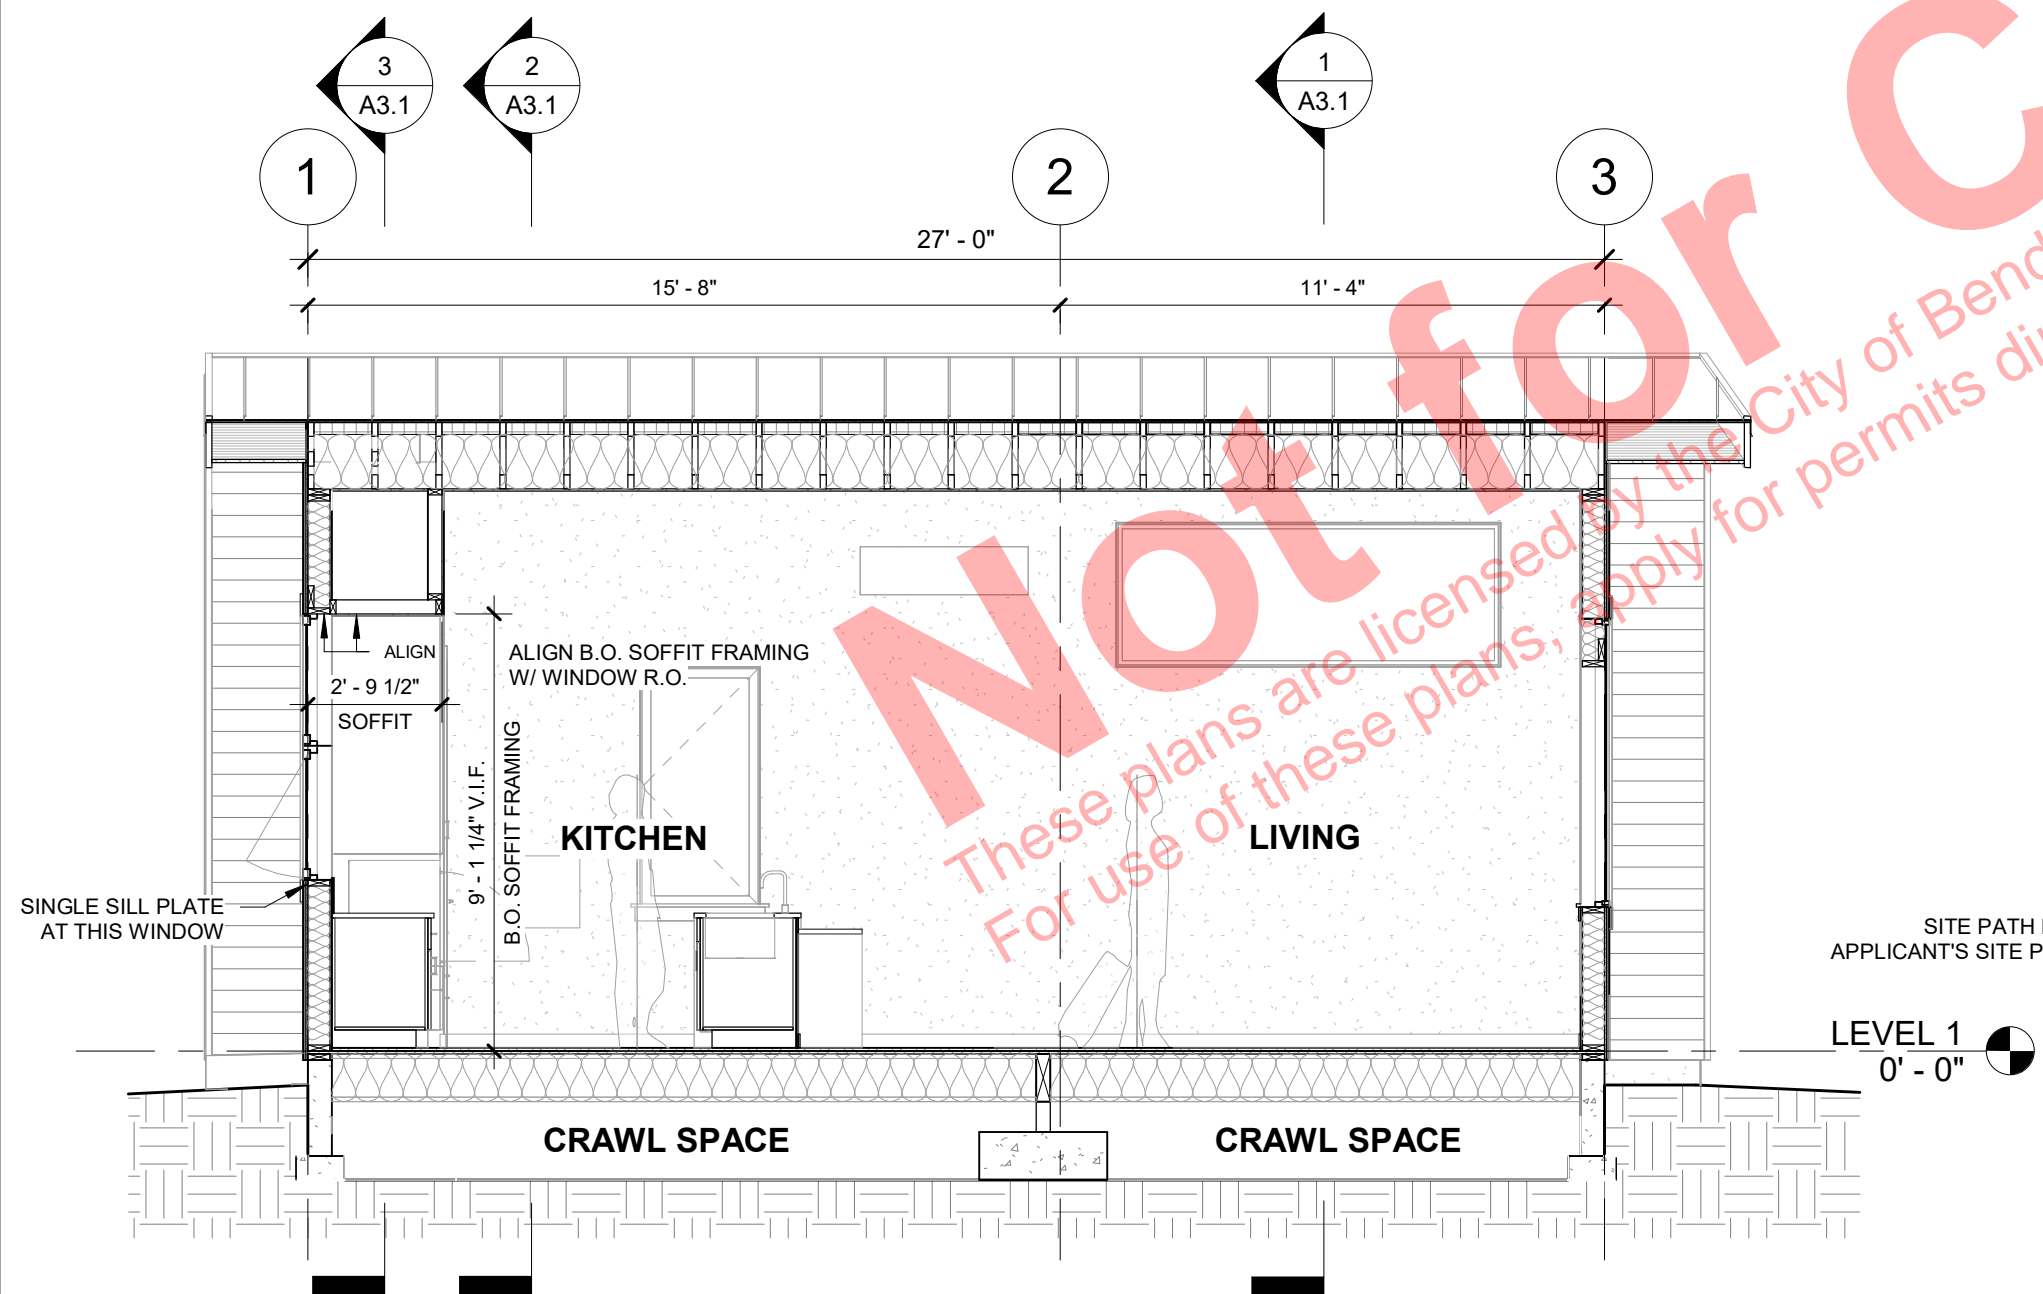 3
A3.1
2
A3.1
1
A3.1
1
2
3
27' - 0"
15' - 8"
11' - 4"
ALIGN
2' - 9 1/2"
SOFFIT
ALIGN B.O. SOFFIT FRAMING
W/ WINDOW R.O.
9' - 1 1/4" V.I.F.
B.O. SOFFIT FRAMING
KITCHEN
LIVING
SINGLE SILL PLATE
AT THIS WINDOW
SITE PATH
APPLICANT'S SITE P
LEVEL 1
0' - 0"
CRAWL SPACE
CRAWL SPACE
Not for C
These plans are licensed by the City of Bend
For use of these plans, apply for permits di